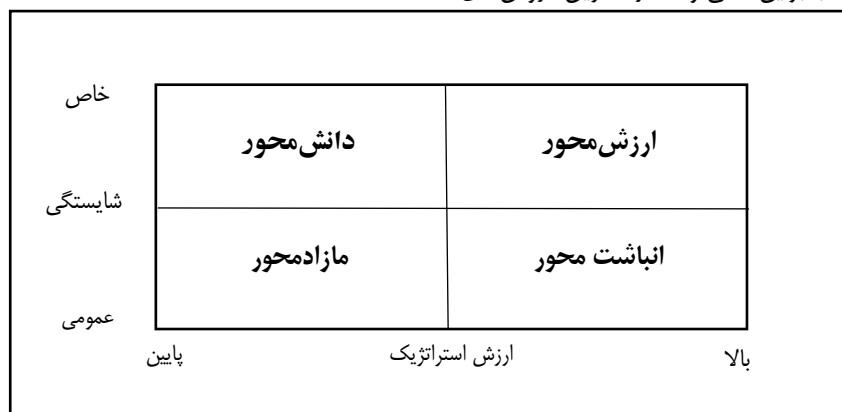 خاص
ارزش‌محور دانش‌محور
شایستگی
انباشت محور مازادمحور
عمومی
بالا ارزش استراتژیک پایین